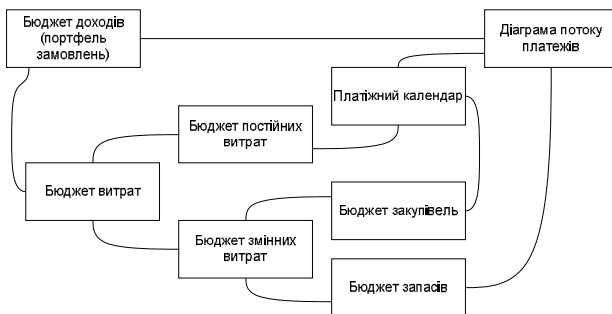 Бюджет доходів
(портфель
замовлень)
Діаграма потоку
платежів
Платіжний календар
Бюджет постійних
витрат
Бюджет витрат
Бюджет закупівель
Бюджет змінних
витрат
Бюджет запасів